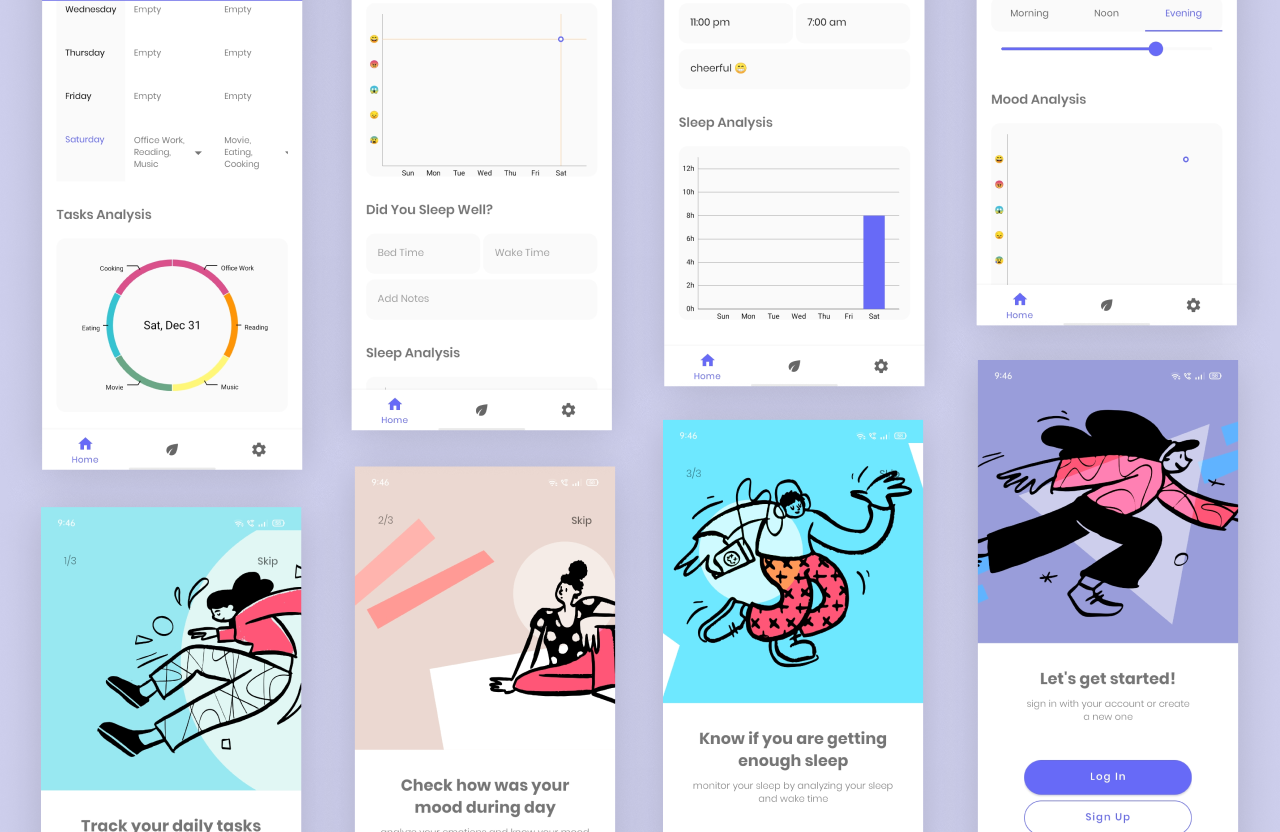 Wednesday Empty Empty
Thursday Empty Empty
Friday Empty Empty
Saturday Office Work, Movie,
Reading, Eating,
Music Cooking
Tasks Analysis
Cooking Office Work
Eating Sat, Dec 31 Reading
Movie Music
Home
9:46
1/3 Skip
Track your daily tasks
Sun Mon Tue Wed Thu Fri Sat
Did You Sleep Well?
Bed Time Wake Time
Add Notes
Sleep Analysis
Home
9:46
2/3 Skip
Check how was your
mood during day
analyze your emotions and know your mood
11:00 pm 7:00 am
cheerful 😁
Sleep Analysis
12h
10h
8h
6h
4h
2h
0h
Sun Mon Tue Wed Thu Fri Sat
Home
9:46
3/3 Skip
Know if you are getting
enough sleep
monitor your sleep by analyzing your sleep
and wake time
Morning Noon Evening
Mood Analysis
Home
9:46
Let's get started!
sign in with your account or create
a new one
Log In
Sign Up